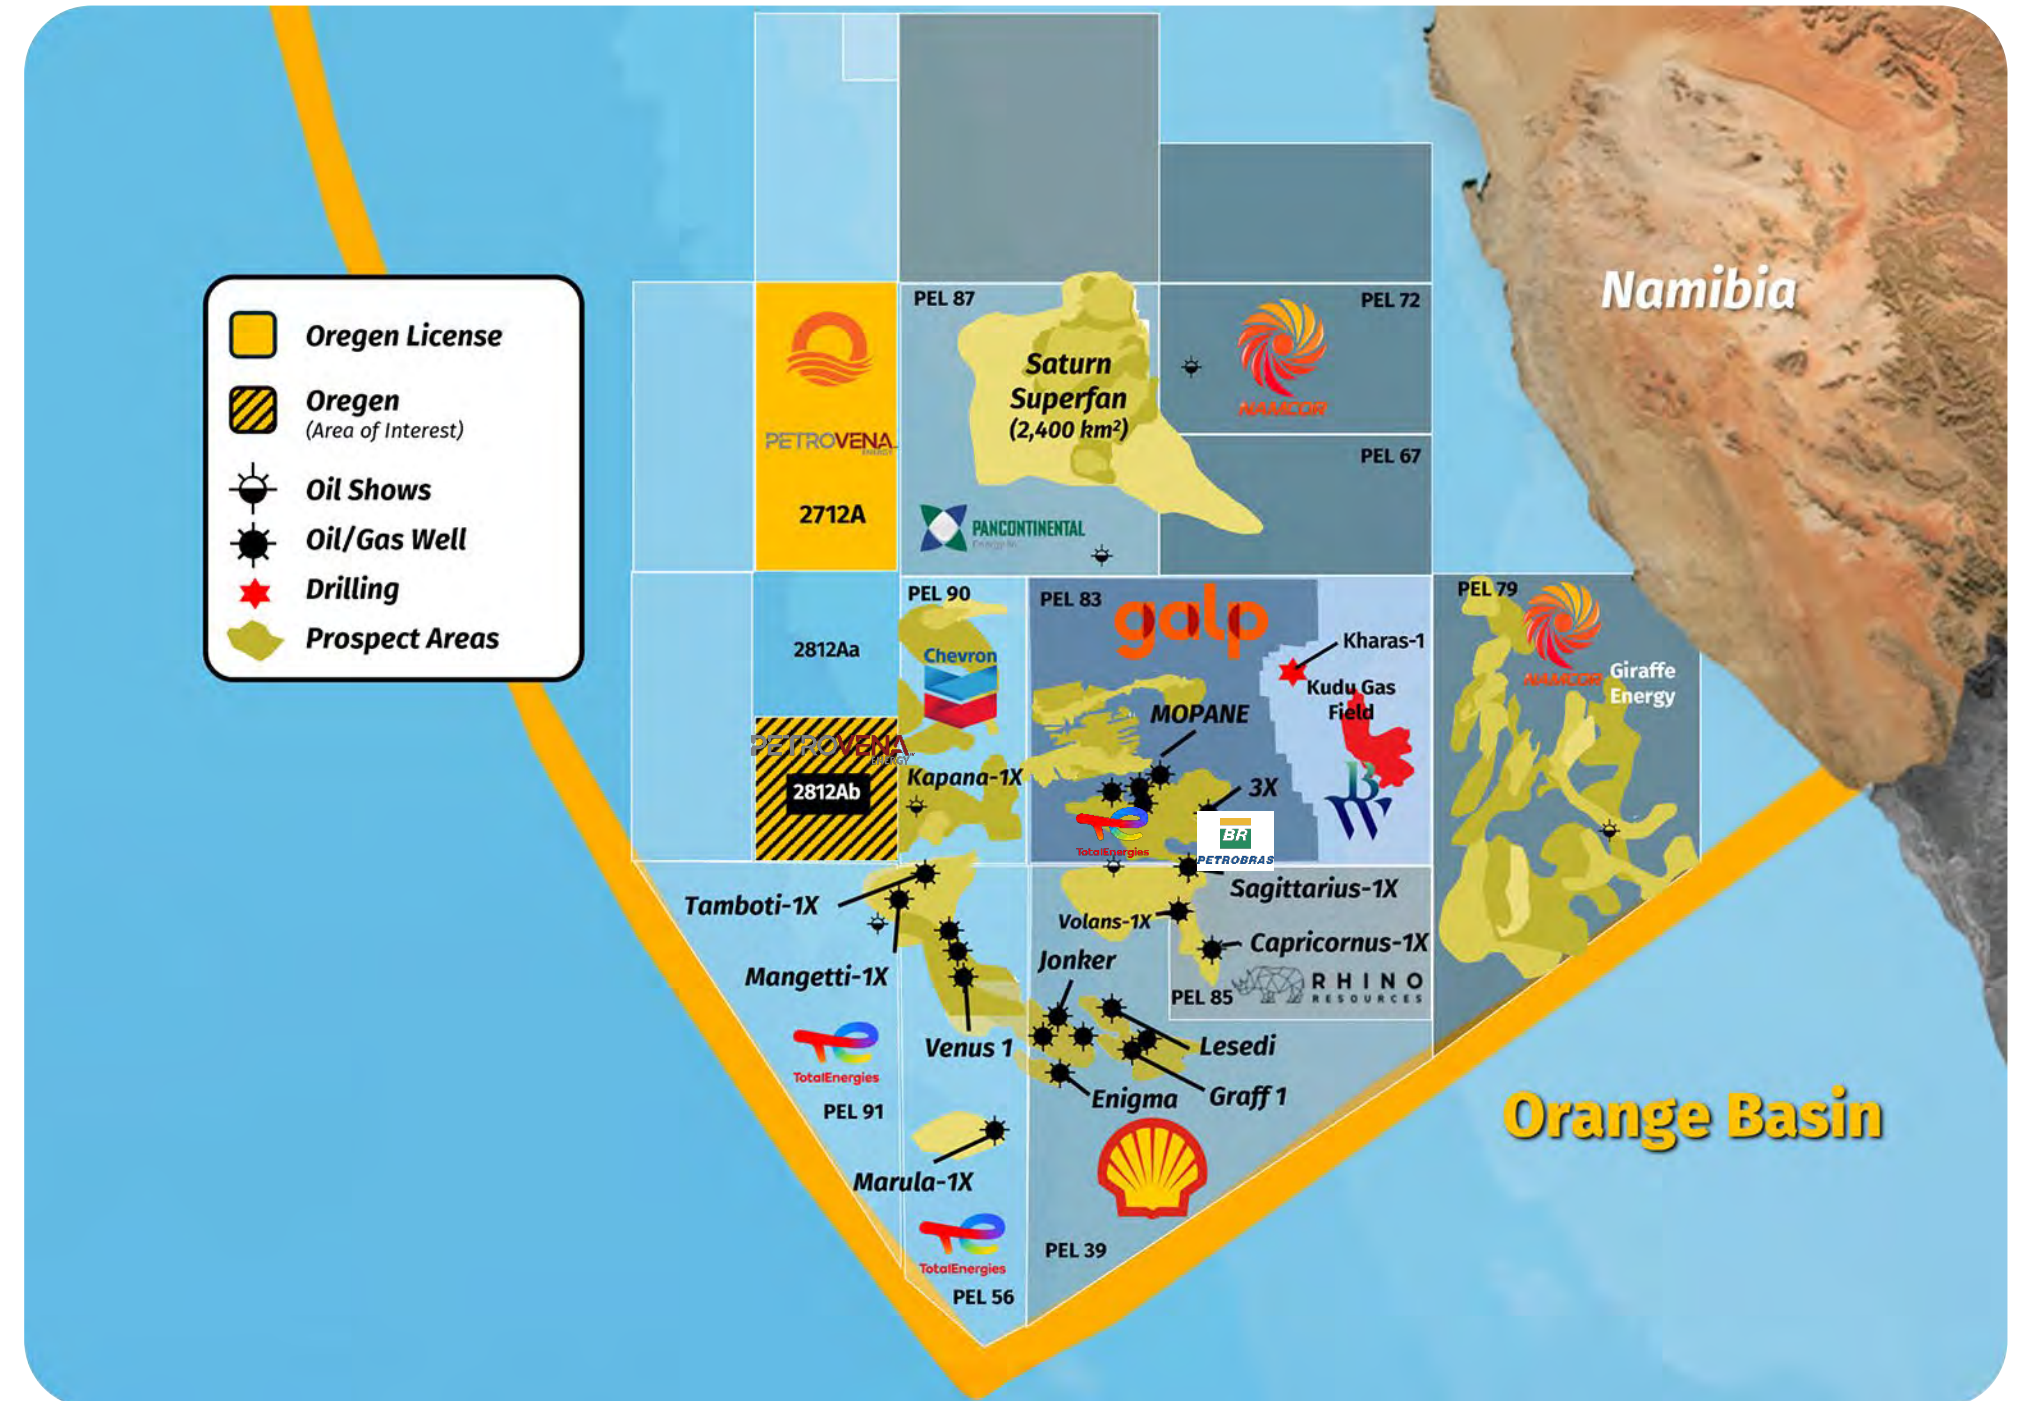 Oregen License
Oregen
(Area of Interest)
Oil Shows
Oil/Gas Well
Drilling
Prospect Areas
Namibia
PEL 87
Saturn
Superfan
(2,400 km²)
PANCONTINENTAL
PEL 72
NAMCOR
PEL 67
PETROVENA
ENERGY
2712A
PEL 90
Chevron
Kapana-1X
PEL 83
galp
MOPANE
3X
TotalEnergies
BR
PETROBRAS
Kharas-1
Kudu Gas
Field
BW
PEL 79
NAMCOR
Giraffe
Energy
2812Aa
PETROVENA
ENERGY
2812Ab
Tamboti-1X
Mangetti-1X
Venus 1
TotalEnergies
PEL 91
Marula-1X
TotalEnergies
PEL 56
Sagittarius-1X
Volans-1X
Capricornus-1X
PEL 85
RHINO
RESOURCES
Jonker
Lesedi
Graff 1
Enigma
PEL 39
Orange Basin